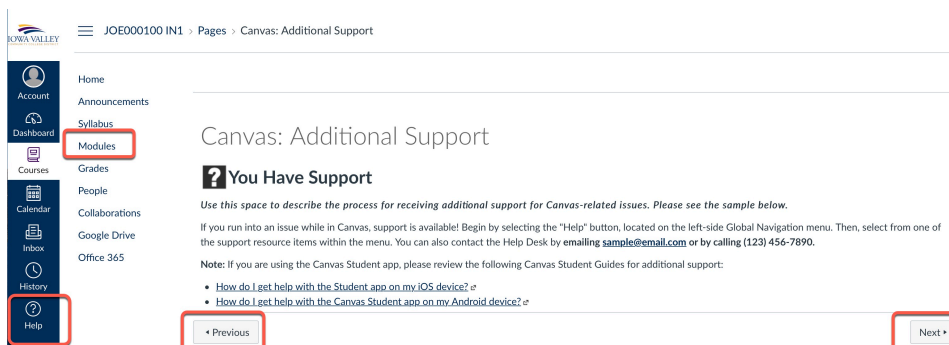 IOWA VALLEY
JOE000100 IN1 > Pages > Canvas: Additional Support
Account
Dashboard
Courses
Calendar
Inbox
History
Help
Home
Announcements
Syllabus
Modules
Grades
People
Collaborations
Google Drive
Office 365
Canvas: Additional Support
? You Have Support
Use this space to describe the process for receiving additional support for Canvas-related issues. Please see the sample below.
If you run into an issue while in Canvas, support is available! Begin by selecting the "Help" button, located on the left-side Global Navigation menu. Then, select from one of
the support resource items within the menu. You can also contact the Help Desk by emailing sample@email.com or by calling (123) 456-7890.
Note: If you are using the Canvas Student app, please review the following Canvas Student Guides for additional support:
• How do I get help with the Student app on my iOS device?
• How do I get help with the Canvas Student app on my Android device?
Previous
Next